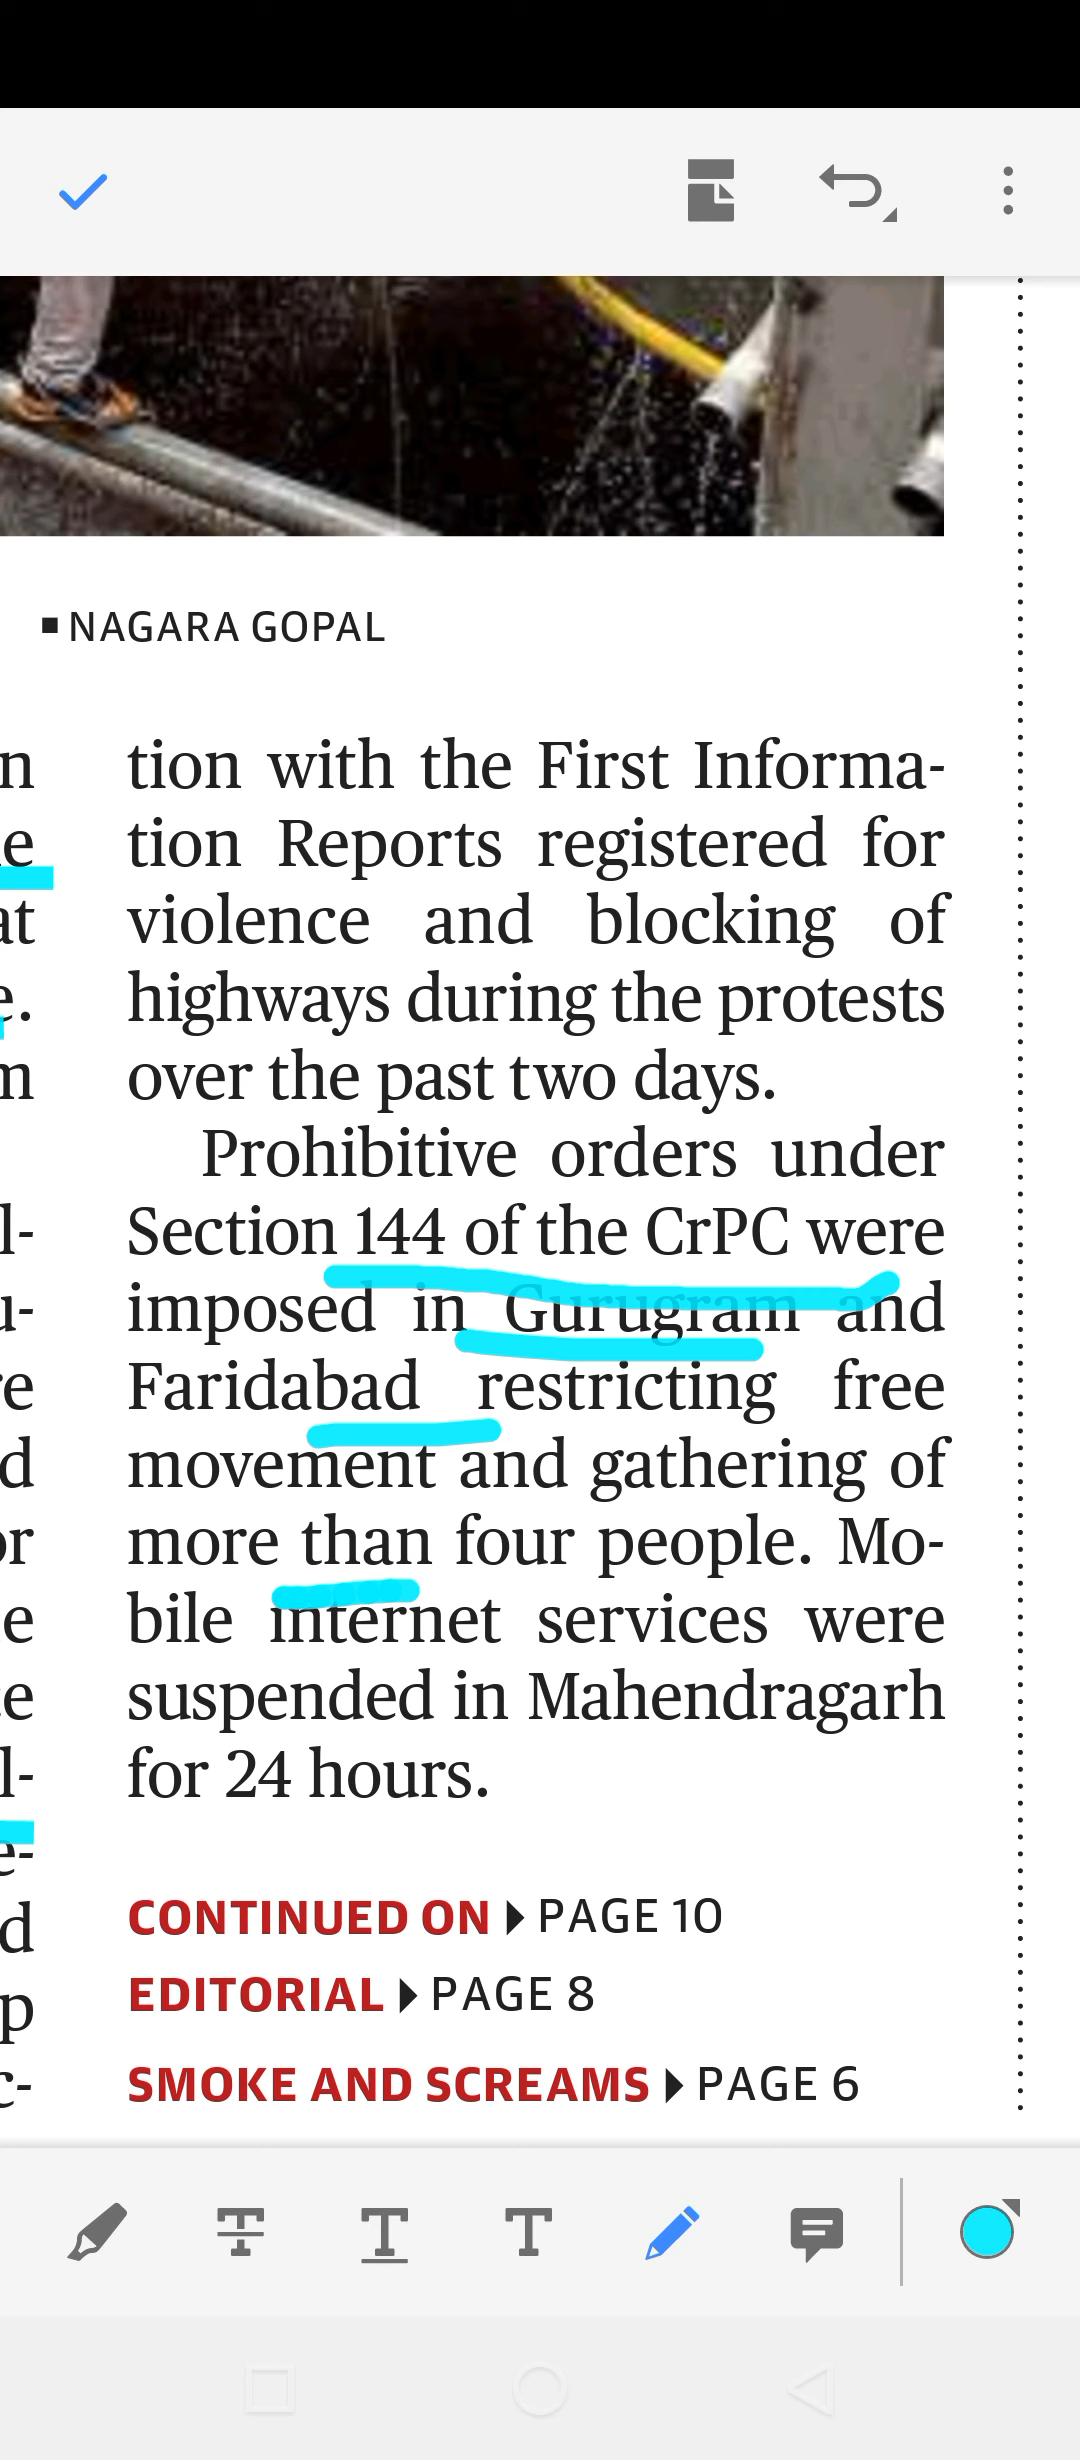 NAGARA GOPAL
tion with the First Informa-
tion Reports registered for
violence and blocking of
highways during the protests
over the past two days.
Prohibitive orders under
Section 144 of the CrPC were
imposed in Gurugram and
Faridabad restricting free
movement and gathering of
more than four people. Mo-
bile internet services were
suspended in Mahendragarh
for 24 hours.
CONTINUED ON PAGE 10
EDITORIAL PAGE 8
SMOKE AND SCREAMS PAGE 6